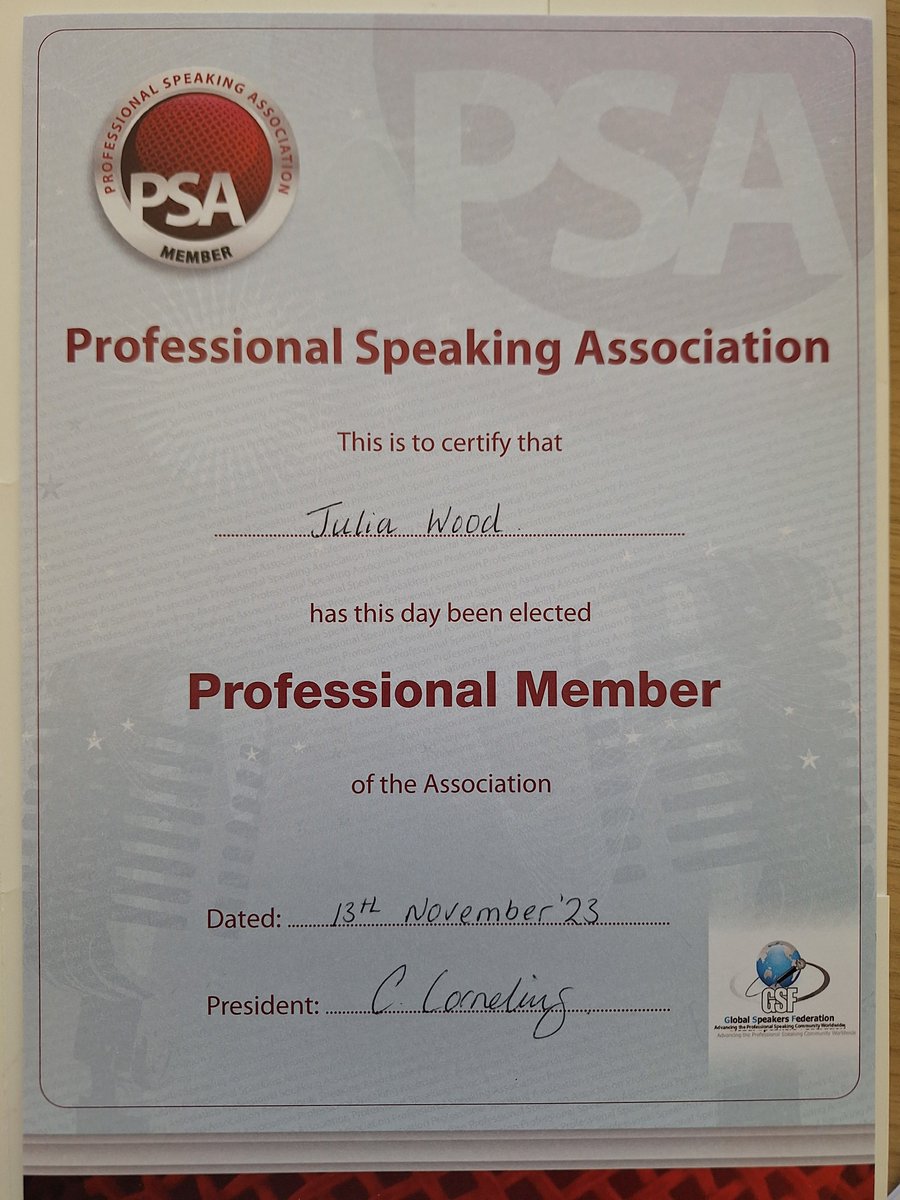 PROFESSIONAL SPEAKING ASSOCIATION
PSA
MEMBER
PSA
Professional Speaking Association
This is to certify that
Julia Wood
has this day been elected
Professional Member
of the Association
Dated: 13th November '23
President: C. Cornelius
GSF
Global Speakers Federation
Advancing the Professional Speaking Community Worldwide